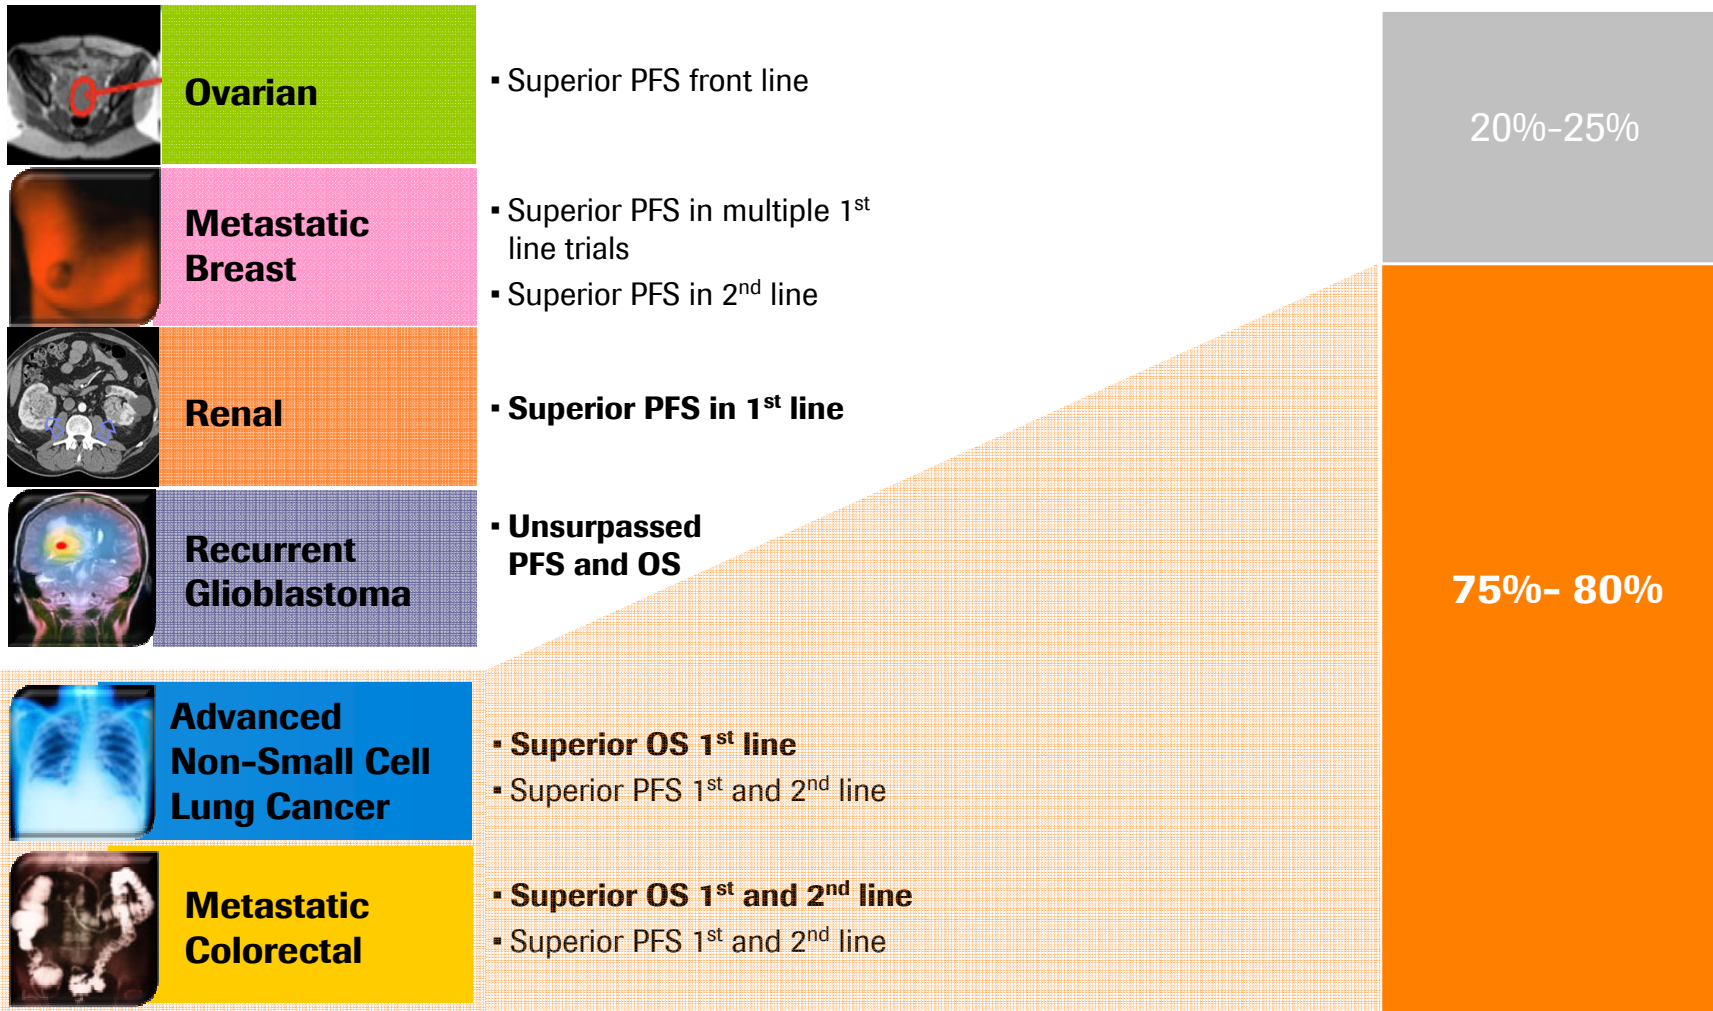 Ovarian
▪ Superior PFS front line
20%-25%
Metastatic
Breast
▪ Superior PFS in multiple 1st
line trials
▪ Superior PFS in 2nd line
Renal
▪ Superior PFS in 1st line
Recurrent
Glioblastoma
▪ Unsurpassed
PFS and OS
75%- 80%
Advanced
Non-Small Cell
Lung Cancer
▪ Superior OS 1st line
▪ Superior PFS 1st and 2nd line
Metastatic
Colorectal
▪ Superior OS 1st and 2nd line
▪ Superior PFS 1st and 2nd line